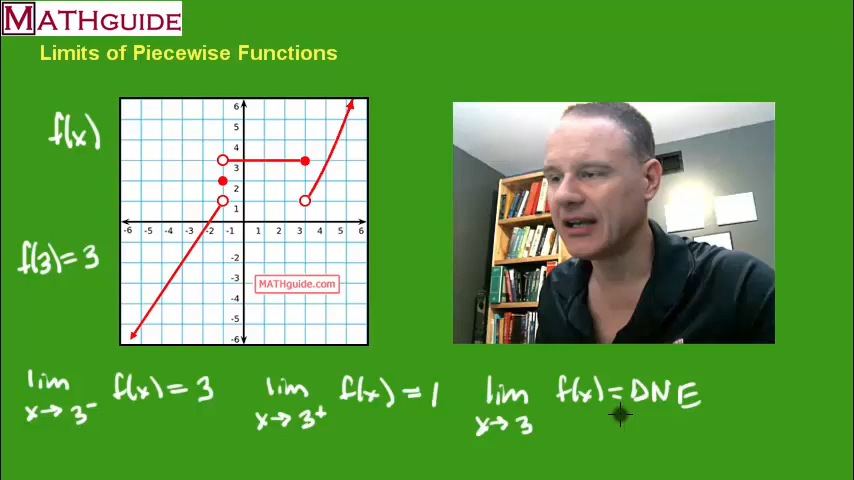 MATHGUIDE
Limits of Piecewise Functions
f(x)
6
5
4
3
2
1
-6 -5 -4 -3 -2 -1 1 2 3 4 5 6
-2
-3
-4
-5
-6
MATHguide.com
f(3) = 3
lim f(x) = 3 lim f(x) = 1 lim f(x) = DNE
x→3⁻ x→3⁺ x→3